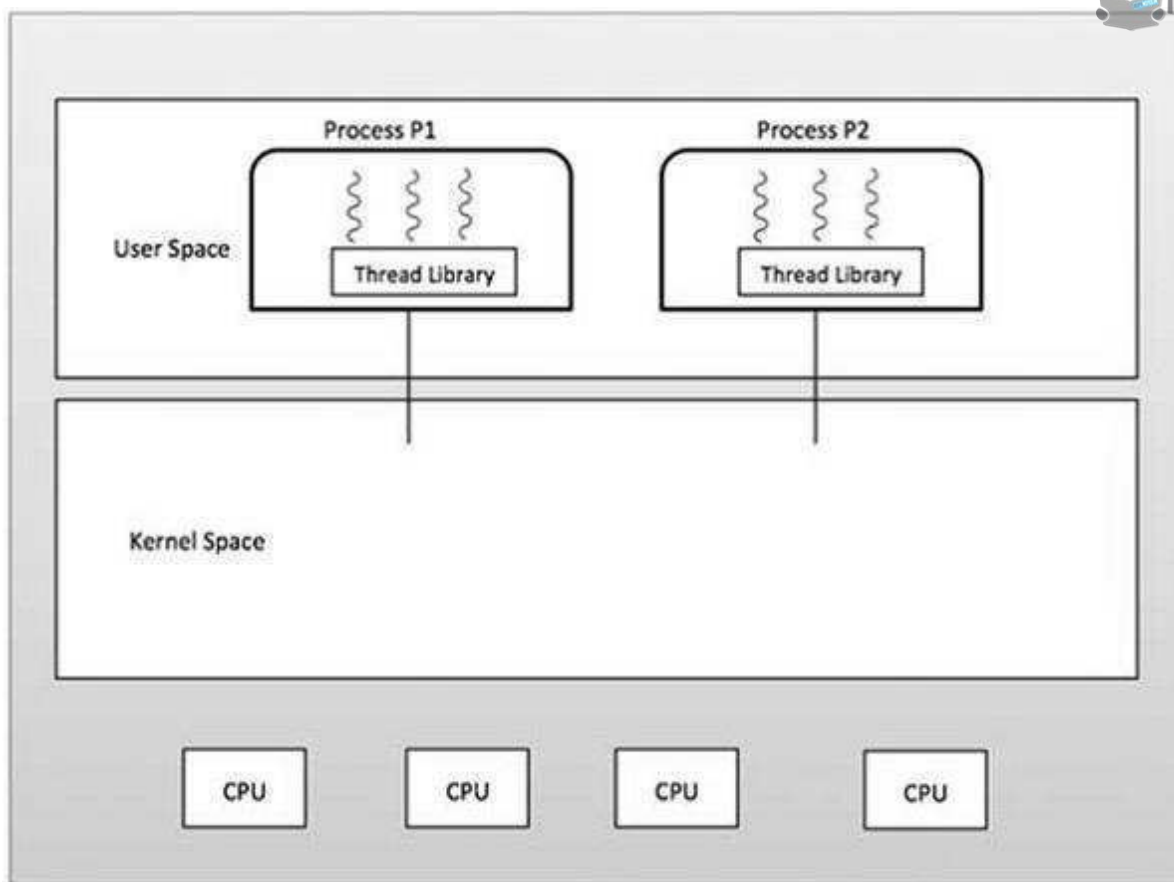 Process P1
Process P2
User Space
Thread Library
Thread Library
Kernel Space
CPU
CPU
CPU
CPU